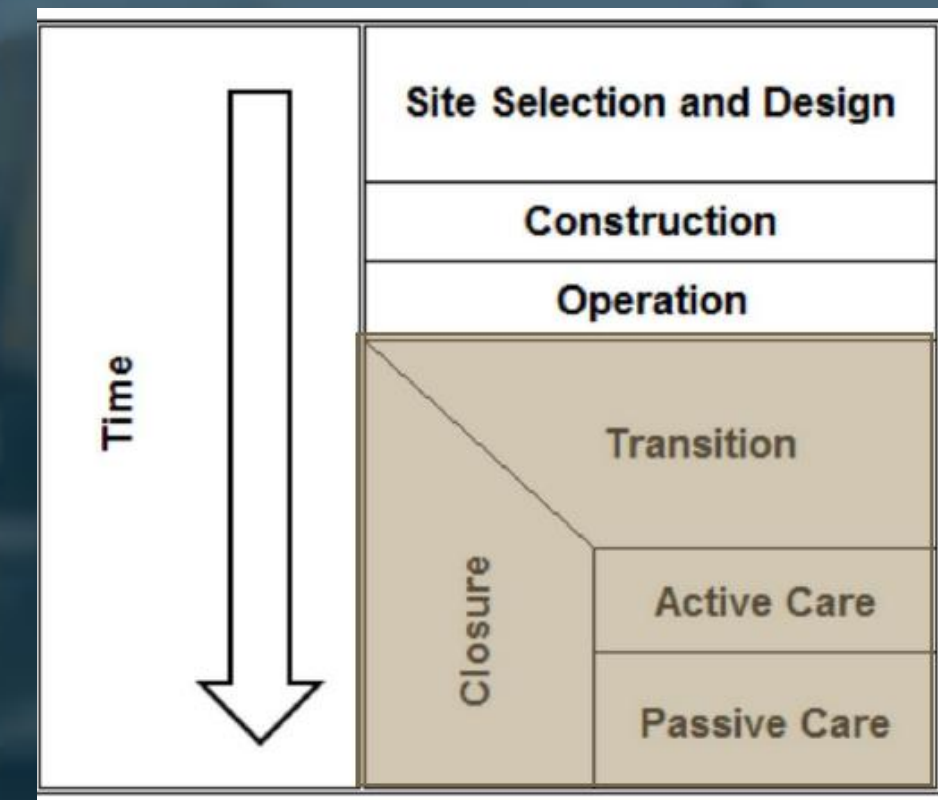 Time
Site Selection and Design
Construction
Operation
Transition
Closure
Active Care
Passive Care